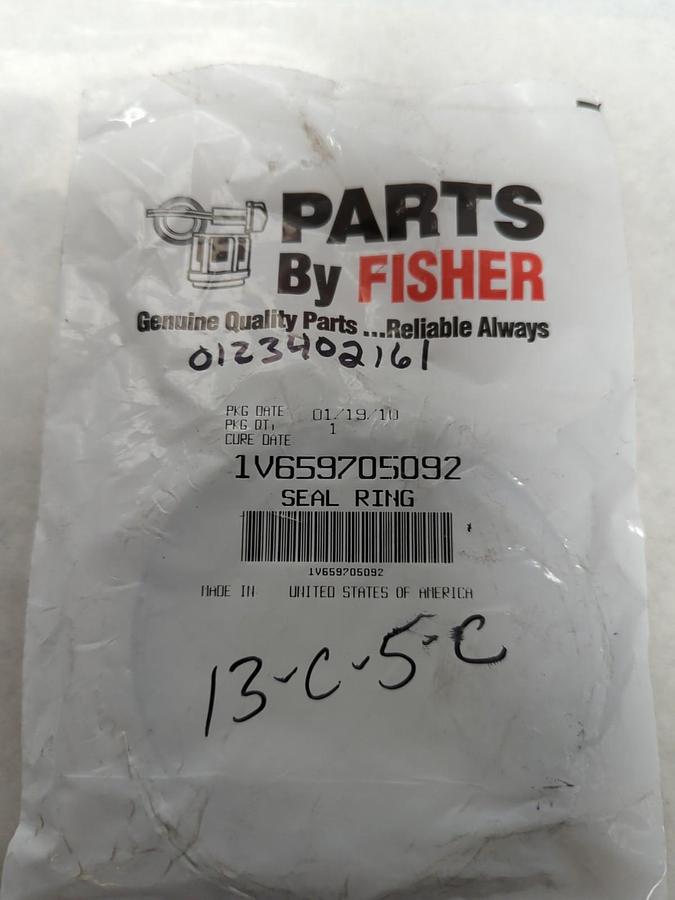 PARTS
By FISHER
Genuine Quality Parts ...Reliable Always
0123402161
PKG DATE 01/19/10
PKG QTY 1
CURE DATE
1V659705092
SEAL RING
1V659705092
MADE IN UNITED STATES OF AMERICA
13-C-5-C